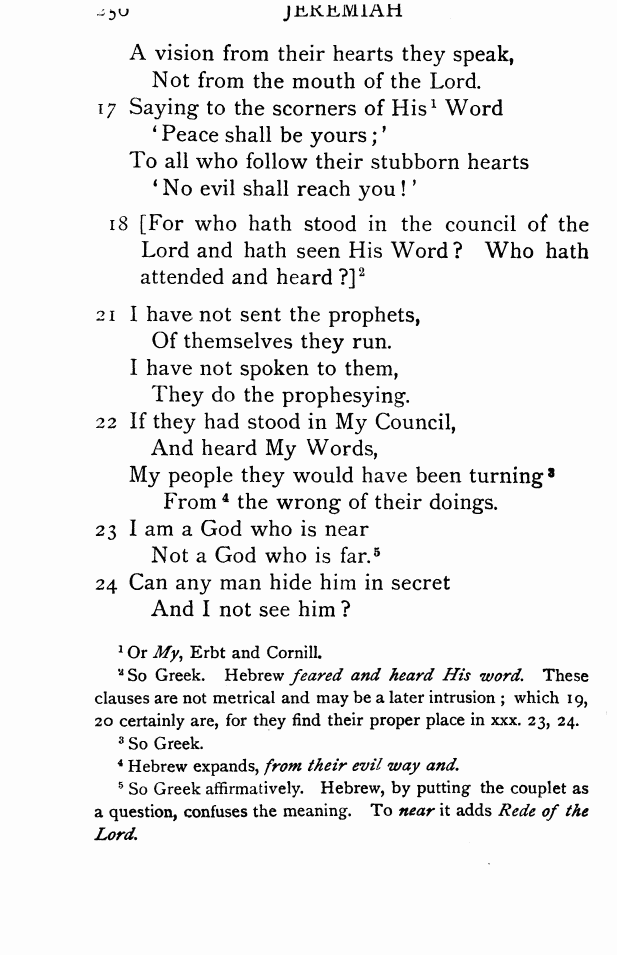 250 JEREMIAH
A vision from their hearts they speak,
Not from the mouth of the Lord.
17 Saying to the scorners of His¹ Word
‘Peace shall be yours;’
To all who follow their stubborn hearts
‘No evil shall reach you!’
18 [For who hath stood in the council of the
Lord and hath seen His Word? Who hath
attended and heard?]²
21 I have not sent the prophets,
Of themselves they run.
I have not spoken to them,
They do the prophesying.
22 If they had stood in My Council,
And heard My Words,
My people they would have been turning³
From⁴ the wrong of their doings.
23 I am a God who is near
Not a God who is far.⁵
24 Can any man hide him in secret
And I not see him?
¹ Or My, Erbt and Cornill.
² So Greek. Hebrew feared and heard His word. These
clauses are not metrical and may be a later intrusion; which 19,
20 certainly are, for they find their proper place in xxx. 23, 24.
³ So Greek.
⁴ Hebrew expands, from their evil way and.
⁵ So Greek affirmatively. Hebrew, by putting the couplet as
a question, confuses the meaning. To near it adds Rede of the
Lord.